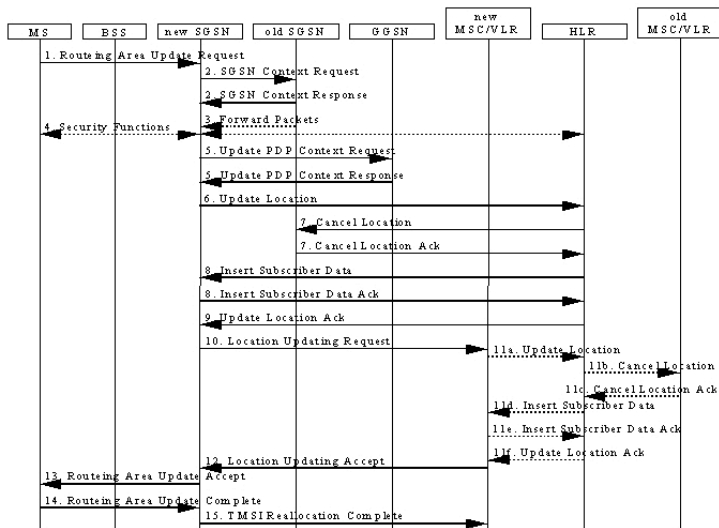 MS
BSS
new SGSN
old SGSN
GGSN
new
MSC/VLR
HLR
old
MSC/VLR
1. Routeing Area Update Request
2. SGSN Context Request
2. SGSN Context Response
3. Forward Packets
4. Security Functions
5. Update PDP Context Request
5. Update PDP Context Response
6. Update Location
7. Cancel Location
7. Cancel Location Ack
8. Insert Subscriber Data
8. Insert Subscriber Data Ack
9. Update Location Ack
10. Location Updating Request
11a. Update Location
11b. Cancel Location
11c. Cancel Location Ack
11d. Insert Subscriber Data
11e. Insert Subscriber Data Ack
11f. Update Location Ack
12. Location Updating Accept
13. Routeing Area Update Accept
14. Routeing Area Update Complete
15. TMSI Reallocation Complete